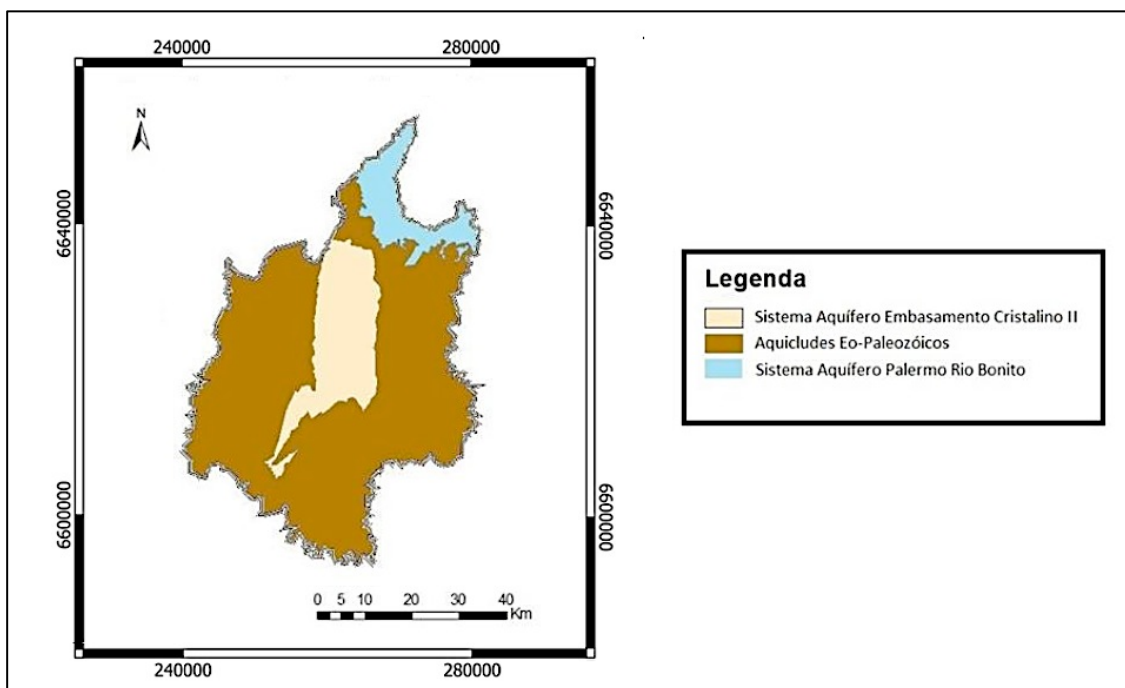 240000 280000
N
6640000 6640000
Legenda
Sistema Aquífero Embasamento Cristalino II
Aquicludes Eo-Paleozóicos
Sistema Aquífero Palermo Rio Bonito
6600000 6600000
0 5 10 20 30 40
Km
240000 280000